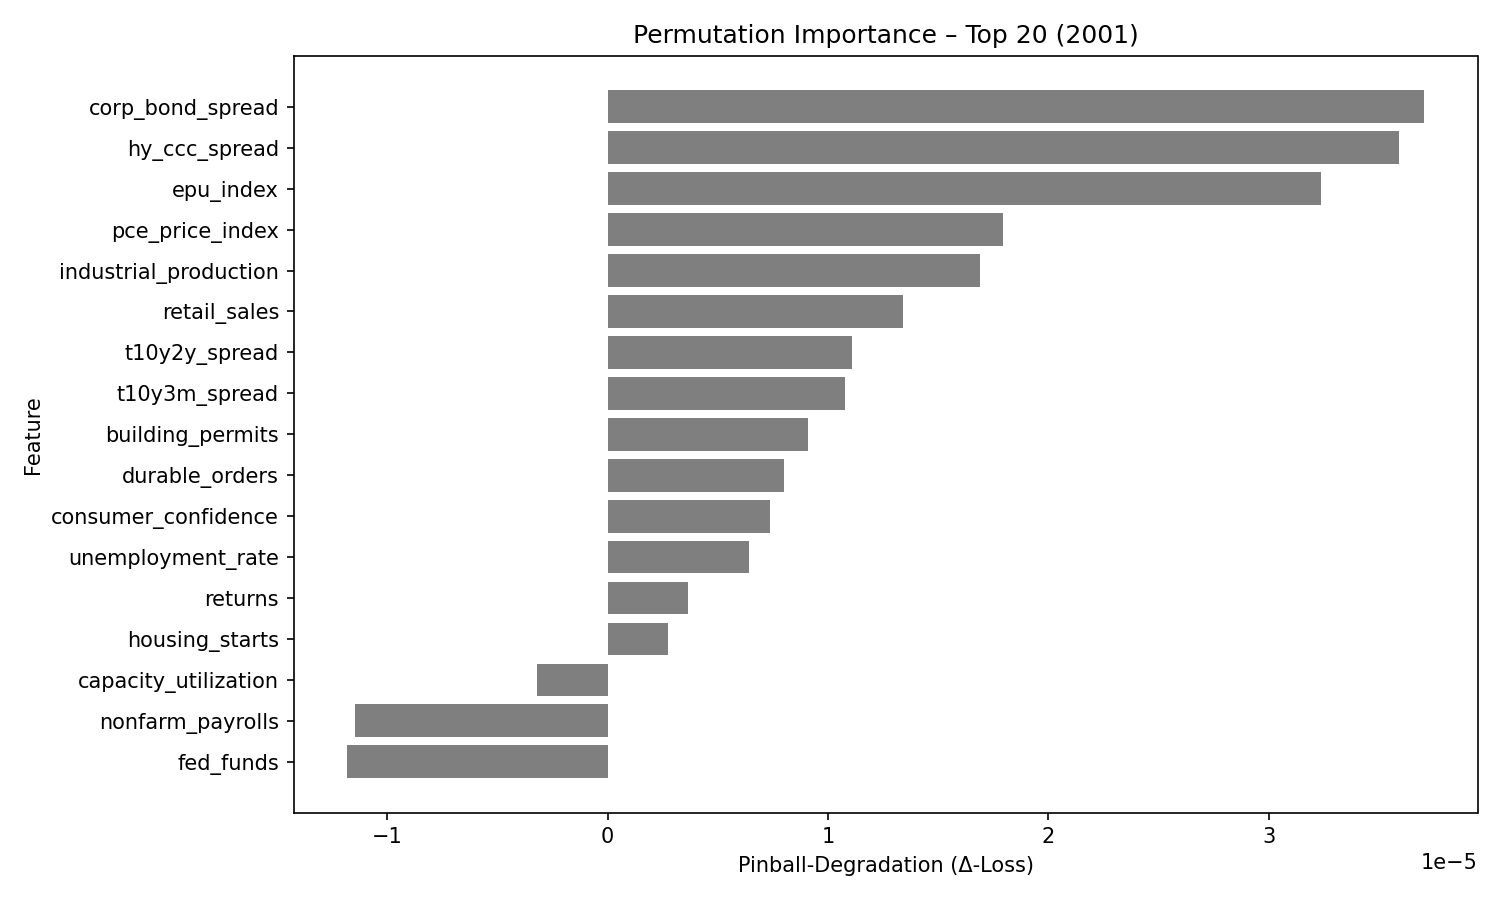 Permutation Importance – Top 20 (2001)
Feature
corp_bond_spread
hy_ccc_spread
epu_index
pce_price_index
industrial_production
retail_sales
t10y2y_spread
t10y3m_spread
building_permits
durable_orders
consumer_confidence
unemployment_rate
returns
housing_starts
capacity_utilization
nonfarm_payrolls
fed_funds
−1 0 1 2 3
1e−5
Pinball-Degradation (Δ-Loss)